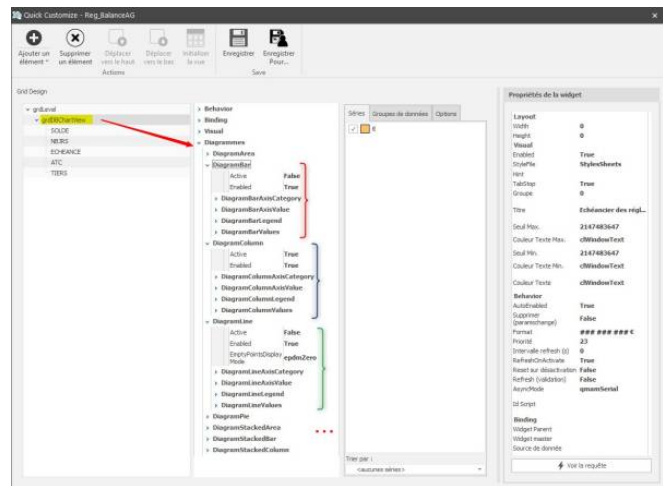 Quick Customize - Reg_BalanceAG
Ajouter un élément
Supprimer un élément
Déplacer vers le haut
Déplacer vers le bac
Initialiser la vue
Enregistrer
Enregistrer Pour...
Actions
Save
Grid Design
grdLevel
grdDBChartView
SOLDE
NBJRS
ECHEANCE
ATC
TIERS
Behavior
Binding
Visual
Diagrammes
DiagramArea
DiagramBar
Active False
Enabled True
DiagramBarAxisCategory
DiagramBarAxisValue
DiagramBarLegend
DiagramBarValues
DiagramColumn
Active True
Enabled True
DiagramColumnAxisCategory
DiagramColumnAxisValue
DiagramColumnLegend
DiagramColumnValues
DiagramLine
Active False
Enabled True
EmptyPointsDisplay Mode epdmZero
DiagramLineAxisCategory
DiagramLineAxisValue
DiagramLineLegend
DiagramLineValues
DiagramPie
DiagramStackedArea
DiagramStackedBar
DiagramStackedColumn
Séries Groupes de données Options
Trier par :
<aucunes séries>
Propriétés de la widget
Layout
Width 0
Height 0
Visual
Enabled True
StyleFile StylesSheets
Hint
TabStop True
Groupe 0
Titre Echéancier des régl...
Seuil Max. 2147483647
Couleur Texte Max. clWindowText
Seuil Min. 2147483647
Couleur Texte Min. clWindowText
Couleur Texte clWindowText
Behavior
AutoEnabled True
Supprimer (paramschange) False
Format ### ### ### €
Priorité 23
Intervalle refresh (s) 0
RefreshOnActivate True
Reset sur désactivation False
Refresh (validation) False
AsyncMode qmamSerial
Id Script
Binding
Widget Parent
Widget master
Source de donnée
Voir la requête